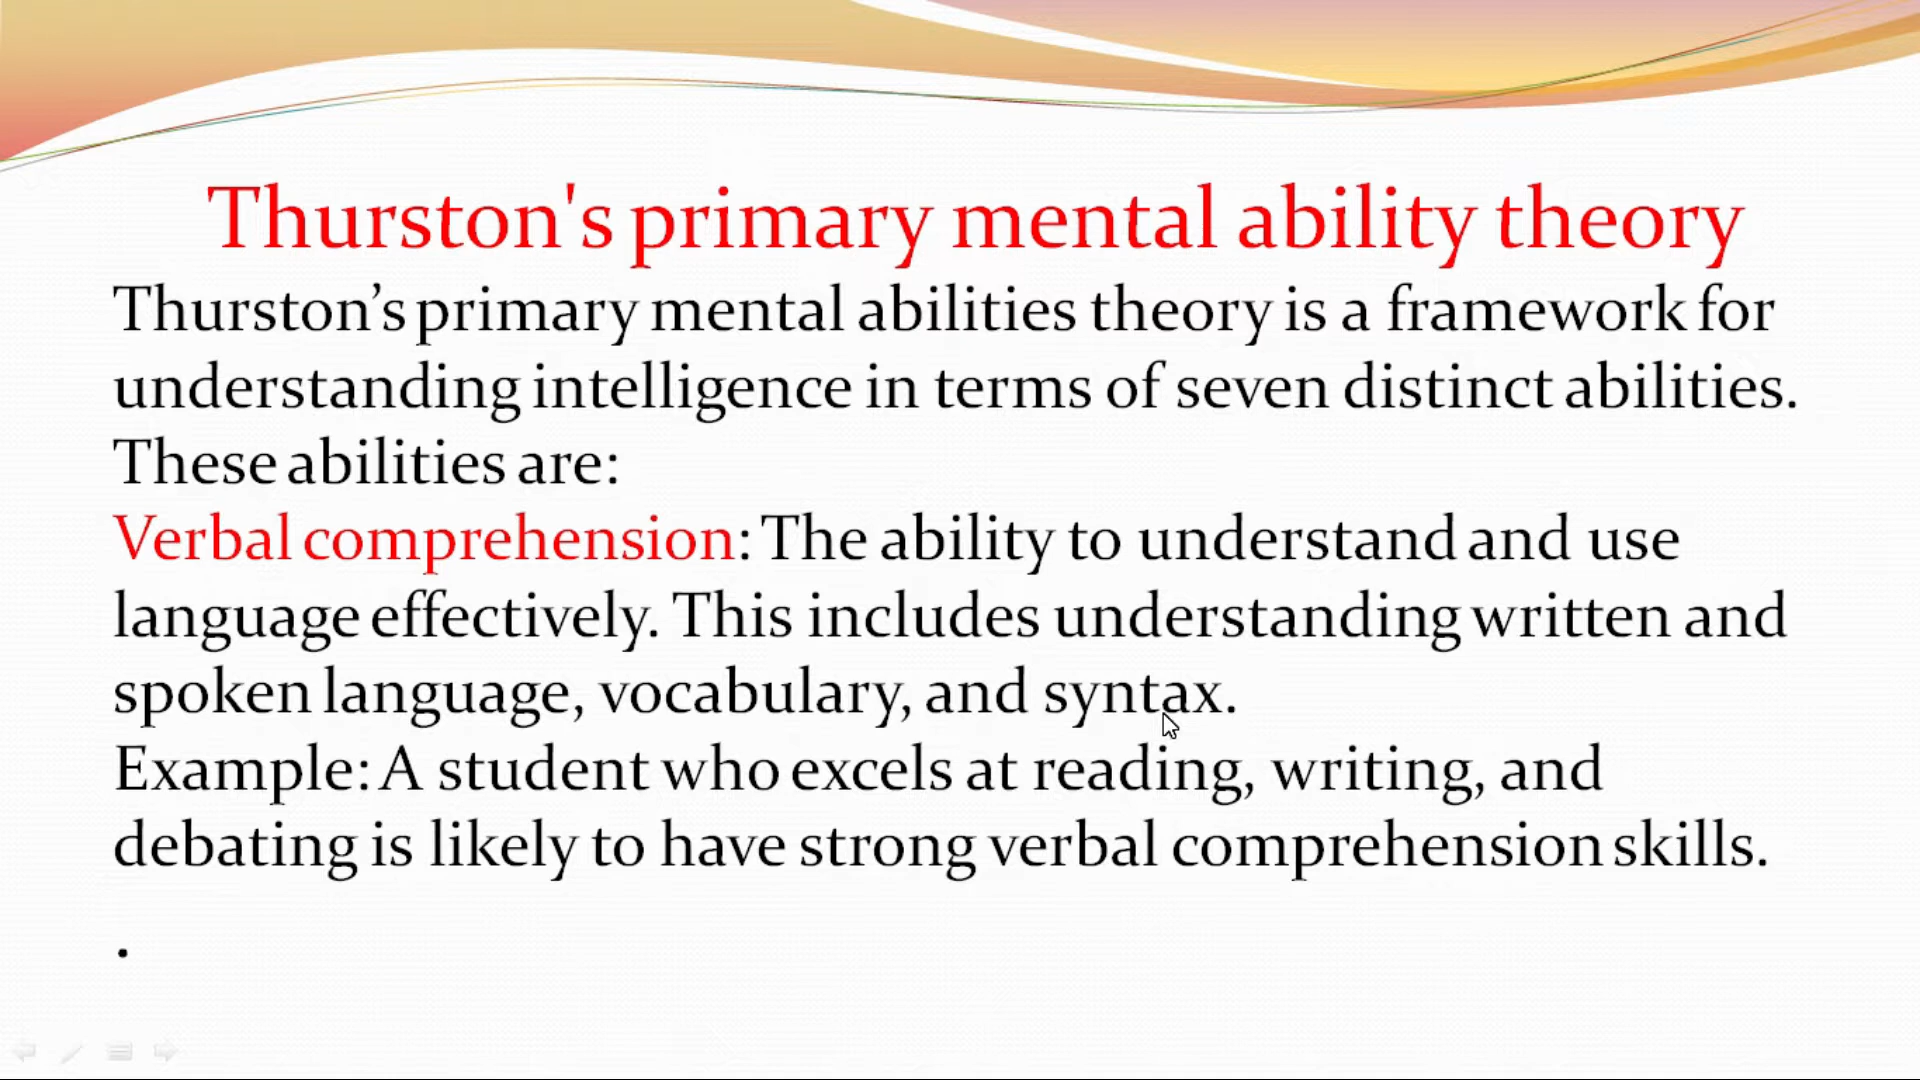 Thurston's primary mental ability theory
Thurston’s primary mental abilities theory is a framework for
understanding intelligence in terms of seven distinct abilities.
These abilities are:
Verbal comprehension: The ability to understand and use
language effectively. This includes understanding written and
spoken language, vocabulary, and syntax.
Example: A student who excels at reading, writing, and
debating is likely to have strong verbal comprehension skills.
.